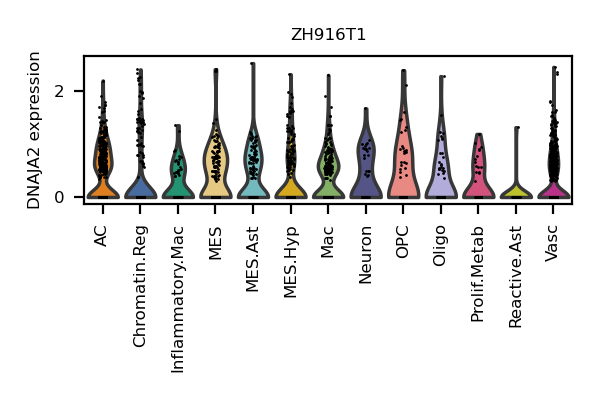 ZH916T1
DNAJA2 expression
2
0
AC
Chromatin.Reg
Inflammatory.Mac
MES
MES.Ast
MES.Hyp
Mac
Neuron
OPC
Oligo
Prolif.Metab
Reactive.Ast
Vasc